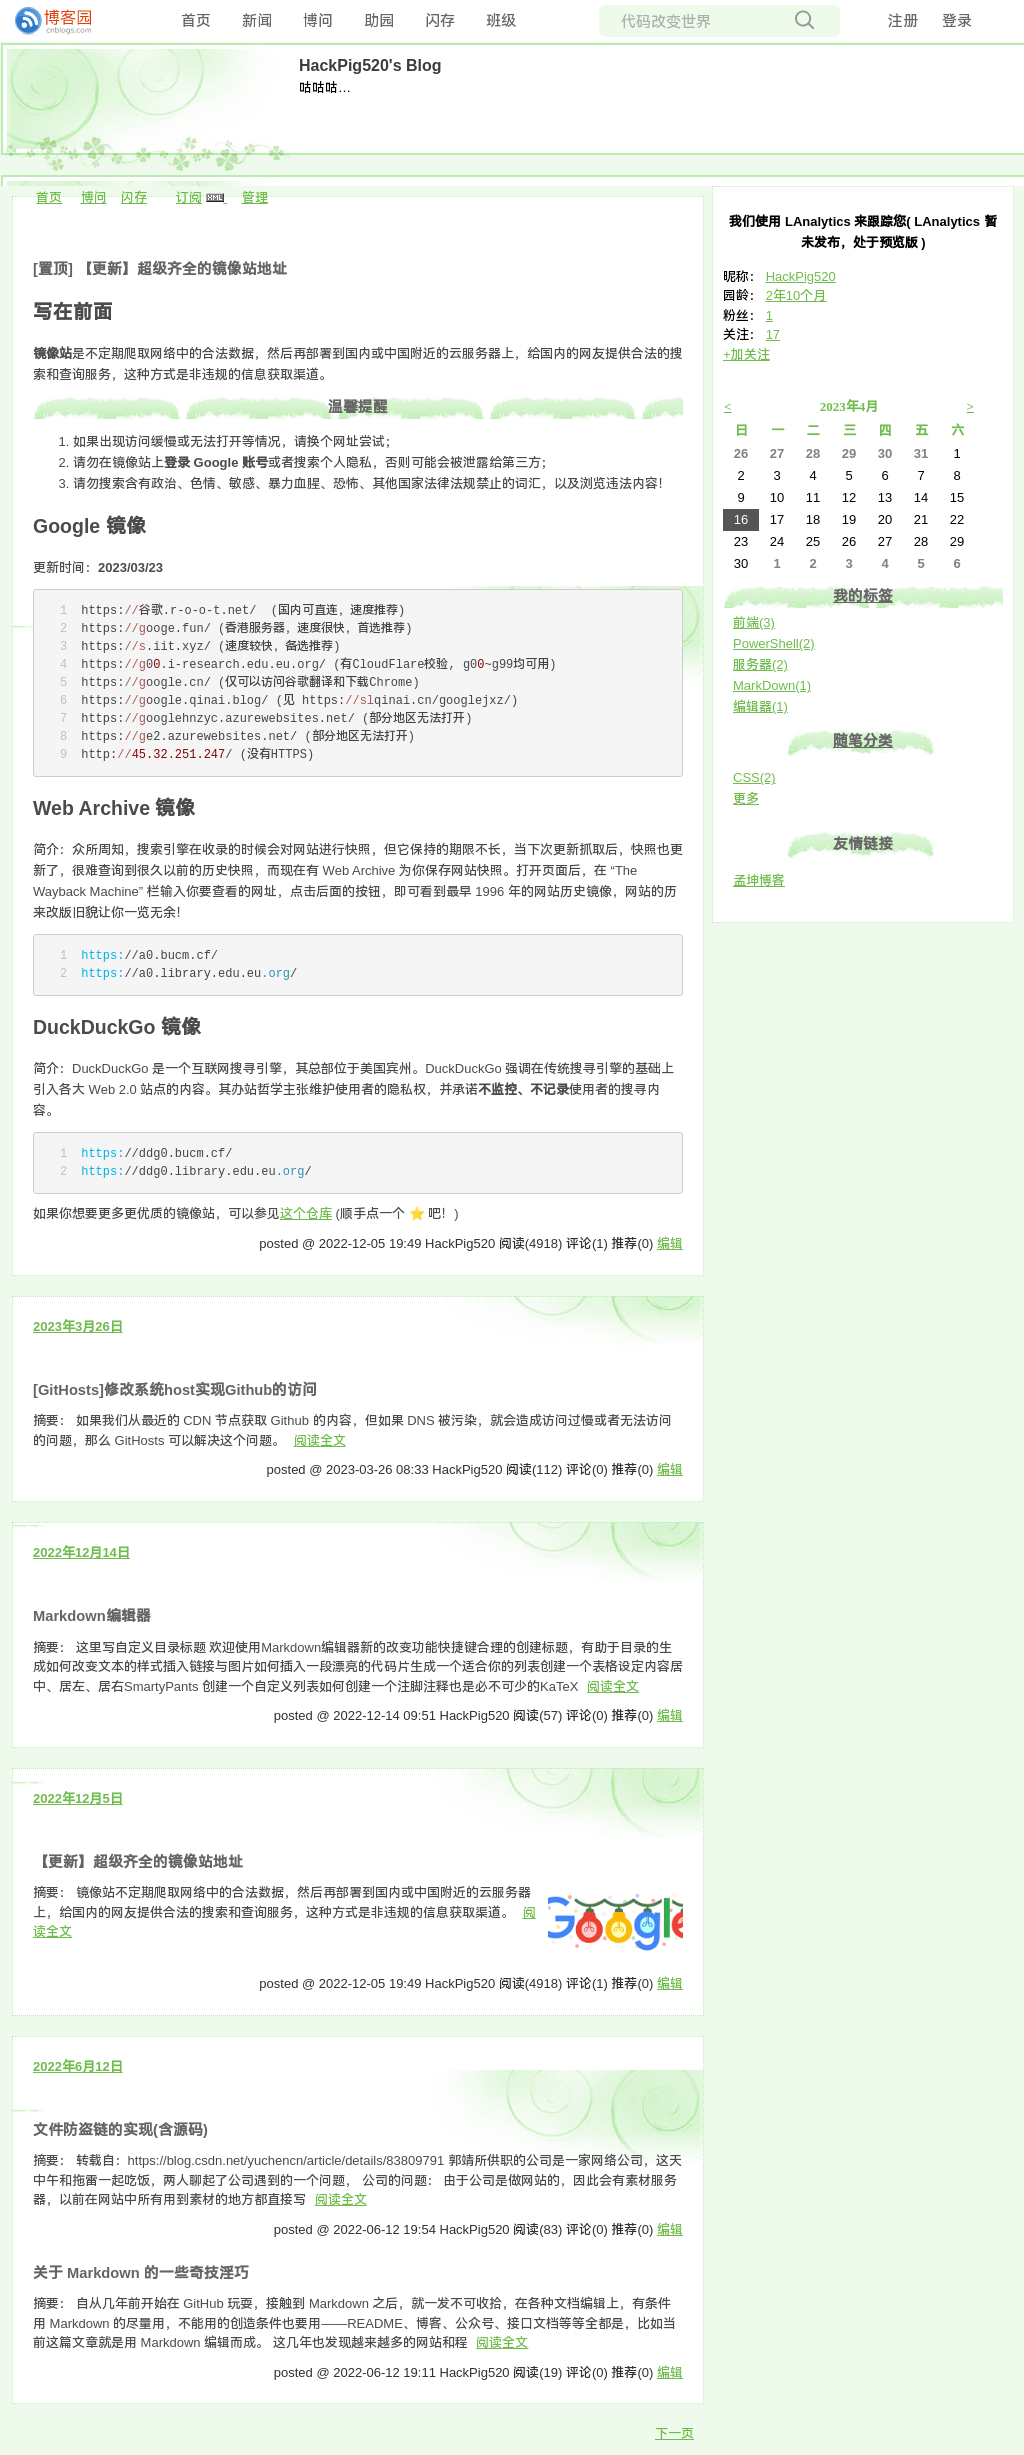 博客园
cnblogs.com
首页 新闻 博问 助园 闪存 班级
代码改变世界
注册 登录
HackPig520's Blog
咕咕咕…
首页 博问 闪存 订阅 XML 管理
[置顶] 【更新】超级齐全的镜像站地址
写在前面
镜像站是不定期爬取网络中的合法数据，然后再部署到国内或中国附近的云服务器上，给国内的网友提供合法的搜
索和查询服务，这种方式是非违规的信息获取渠道。
温馨提醒
1. 如果出现访问缓慢或无法打开等情况，请换个网址尝试；
2. 请勿在镜像站上登录 Google 账号或者搜索个人隐私，否则可能会被泄露给第三方；
3. 请勿搜索含有政治、色情、敏感、暴力血腥、恐怖、其他国家法律法规禁止的词汇，以及浏览违法内容！
Google 镜像
更新时间：2023/03/23
1 https://谷歌.r-o-o-t.net/ (国内可直连，速度推荐)
2 https://googe.fun/ (香港服务器，速度很快，首选推荐)
3 https://s.iit.xyz/ (速度较快，备选推荐)
4 https://g00.i-research.edu.eu.org/ (有CloudFlare校验, g00~g99均可用)
5 https://google.cn/ (仅可以访问谷歌翻译和下载Chrome)
6 https://google.qinai.blog/ (见 https://slqinai.cn/googlejxz/)
7 https://googlehnzyc.azurewebsites.net/ (部分地区无法打开)
8 https://ge2.azurewebsites.net/ (部分地区无法打开)
9 http://45.32.251.247/ (没有HTTPS)
Web Archive 镜像
简介：众所周知，搜索引擎在收录的时候会对网站进行快照，但它保持的期限不长，当下次更新抓取后，快照也更
新了，很难查询到很久以前的历史快照，而现在有 Web Archive 为你保存网站快照。打开页面后，在 “The
Wayback Machine” 栏输入你要查看的网址，点击后面的按钮，即可看到最早 1996 年的网站历史镜像，网站的历
来改版旧貌让你一览无余！
1 https://a0.bucm.cf/
2 https://a0.library.edu.eu.org/
DuckDuckGo 镜像
简介：DuckDuckGo 是一个互联网搜寻引擎，其总部位于美国宾州。DuckDuckGo 强调在传统搜寻引擎的基础上
引入各大 Web 2.0 站点的内容。其办站哲学主张维护使用者的隐私权，并承诺不监控、不记录使用者的搜寻内
容。
1 https://ddg0.bucm.cf/
2 https://ddg0.library.edu.eu.org/
如果你想要更多更优质的镜像站，可以参见这个仓库 (顺手点一个 ⭐ 吧！)
posted @ 2022-12-05 19:49 HackPig520 阅读(4918) 评论(1) 推荐(0) 编辑
2023年3月26日
[GitHosts]修改系统host实现Github的访问
摘要： 如果我们从最近的 CDN 节点获取 Github 的内容，但如果 DNS 被污染，就会造成访问过慢或者无法访问
的问题，那么 GitHosts 可以解决这个问题。 阅读全文
posted @ 2023-03-26 08:33 HackPig520 阅读(112) 评论(0) 推荐(0) 编辑
2022年12月14日
Markdown编辑器
摘要： 这里写自定义目录标题 欢迎使用Markdown编辑器新的改变功能快捷键合理的创建标题，有助于目录的生
成如何改变文本的样式插入链接与图片如何插入一段漂亮的代码片生成一个适合你的列表创建一个表格设定内容居
中、居左、居右SmartyPants 创建一个自定义列表如何创建一个注脚注释也是必不可少的KaTeX 阅读全文
posted @ 2022-12-14 09:51 HackPig520 阅读(57) 评论(0) 推荐(0) 编辑
2022年12月5日
【更新】超级齐全的镜像站地址
摘要： 镜像站不定期爬取网络中的合法数据，然后再部署到国内或中国附近的云服务器
上，给国内的网友提供合法的搜索和查询服务，这种方式是非违规的信息获取渠道。 阅
读全文
Google
posted @ 2022-12-05 19:49 HackPig520 阅读(4918) 评论(1) 推荐(0) 编辑
2022年6月12日
文件防盗链的实现(含源码)
摘要： 转载自：https://blog.csdn.net/yuchencn/article/details/83809791 郭靖所供职的公司是一家网络公司，这天
中午和拖雷一起吃饭，两人聊起了公司遇到的一个问题， 公司的问题： 由于公司是做网站的，因此会有素材服务
器，以前在网站中所有用到素材的地方都直接写 阅读全文
posted @ 2022-06-12 19:54 HackPig520 阅读(83) 评论(0) 推荐(0) 编辑
关于 Markdown 的一些奇技淫巧
摘要： 自从几年前开始在 GitHub 玩耍，接触到 Markdown 之后，就一发不可收拾，在各种文档编辑上，有条件
用 Markdown 的尽量用，不能用的创造条件也要用——README、博客、公众号、接口文档等等全都是，比如当
前这篇文章就是用 Markdown 编辑而成。 这几年也发现越来越多的网站和程 阅读全文
posted @ 2022-06-12 19:11 HackPig520 阅读(19) 评论(0) 推荐(0) 编辑
下一页
我们使用 LAnalytics 来跟踪您( LAnalytics 暂
未发布，处于预览版 )
昵称： HackPig520
园龄： 2年10个月
粉丝： 1
关注： 17
+加关注
< 2023年4月 >
日 一 二 三 四 五 六
26 27 28 29 30 31 1
2 3 4 5 6 7 8
9 10 11 12 13 14 15
16 17 18 19 20 21 22
23 24 25 26 27 28 29
30 1 2 3 4 5 6
我的标签
前端(3)
PowerShell(2)
服务器(2)
MarkDown(1)
编辑器(1)
随笔分类
CSS(2)
更多
友情链接
孟坤博客